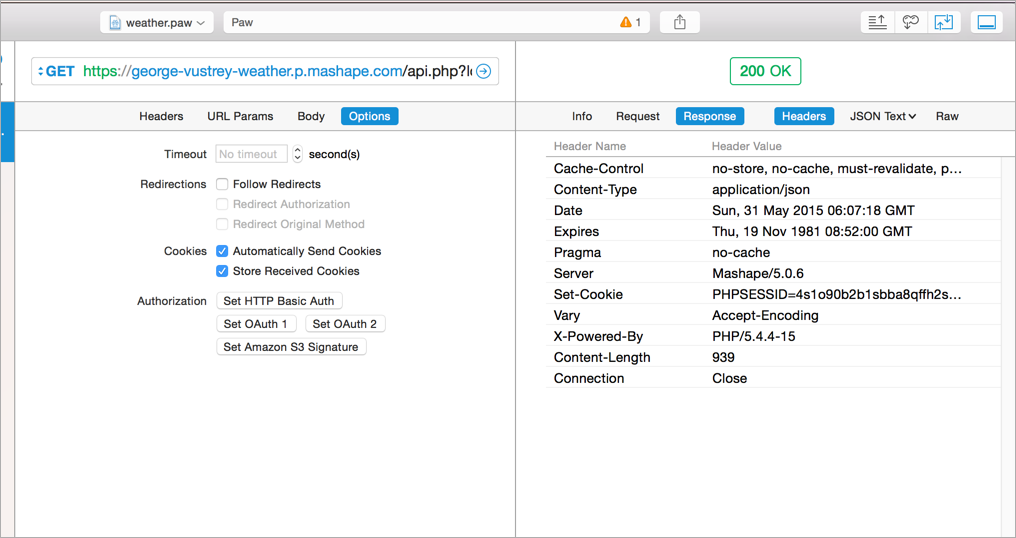 weather.paw
Paw
1
GET https://george-vustrey-weather.p.mashape.com/api.php?l
200 OK
Headers URL Params Body Options
Info Request Response Headers JSON Text Raw
Timeout No timeout second(s)
Redirections Follow Redirects
Redirect Authorization
Redirect Original Method
Cookies Automatically Send Cookies
Store Received Cookies
Authorization Set HTTP Basic Auth
Set OAuth 1 Set OAuth 2
Set Amazon S3 Signature
Header Name Header Value
Cache-Control no-store, no-cache, must-revalidate, p...
Content-Type application/json
Date Sun, 31 May 2015 06:07:18 GMT
Expires Thu, 19 Nov 1981 08:52:00 GMT
Pragma no-cache
Server Mashape/5.0.6
Set-Cookie PHPSESSID=4s1o90b2b1sbba8qffh2s...
Vary Accept-Encoding
X-Powered-By PHP/5.4.4-15
Content-Length 939
Connection Close